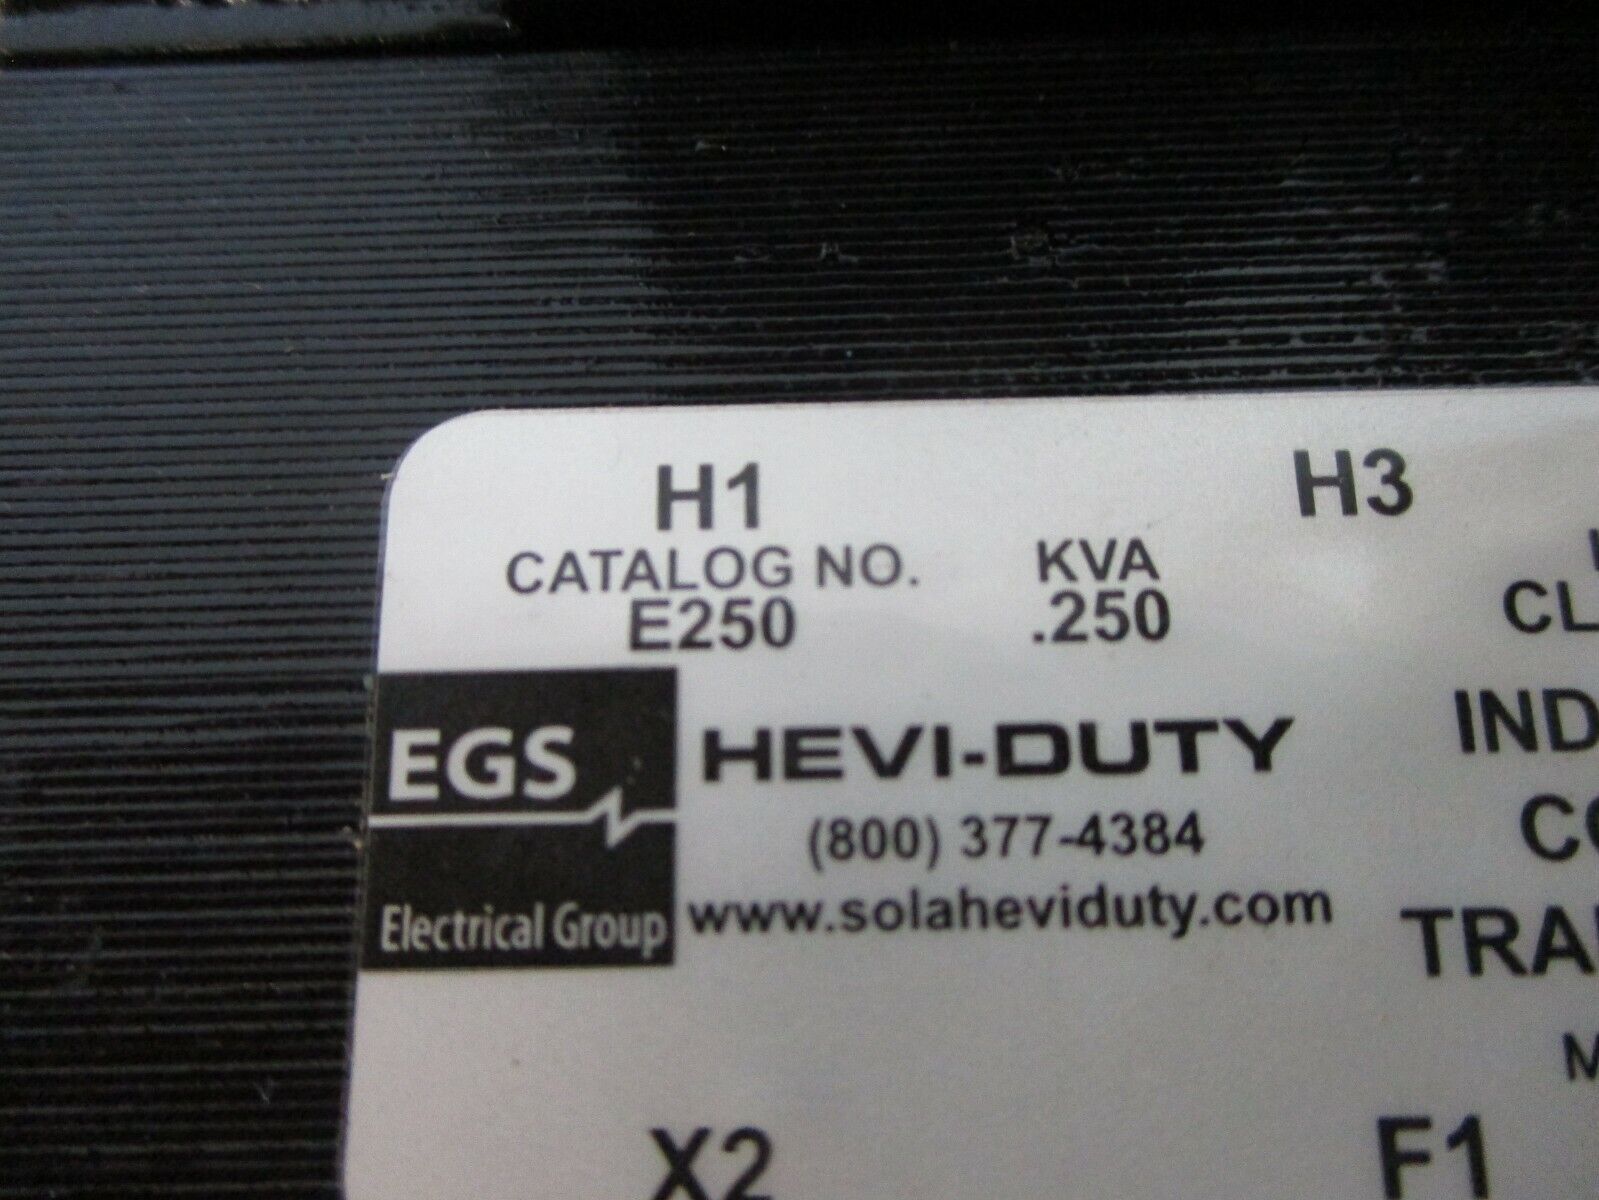 H1 H3
CATALOG NO. KVA
E250 .250
EGS
Electrical Group
HEVI-DUTY
(800) 377-4384
www.solaheviduty.com
X2 F1